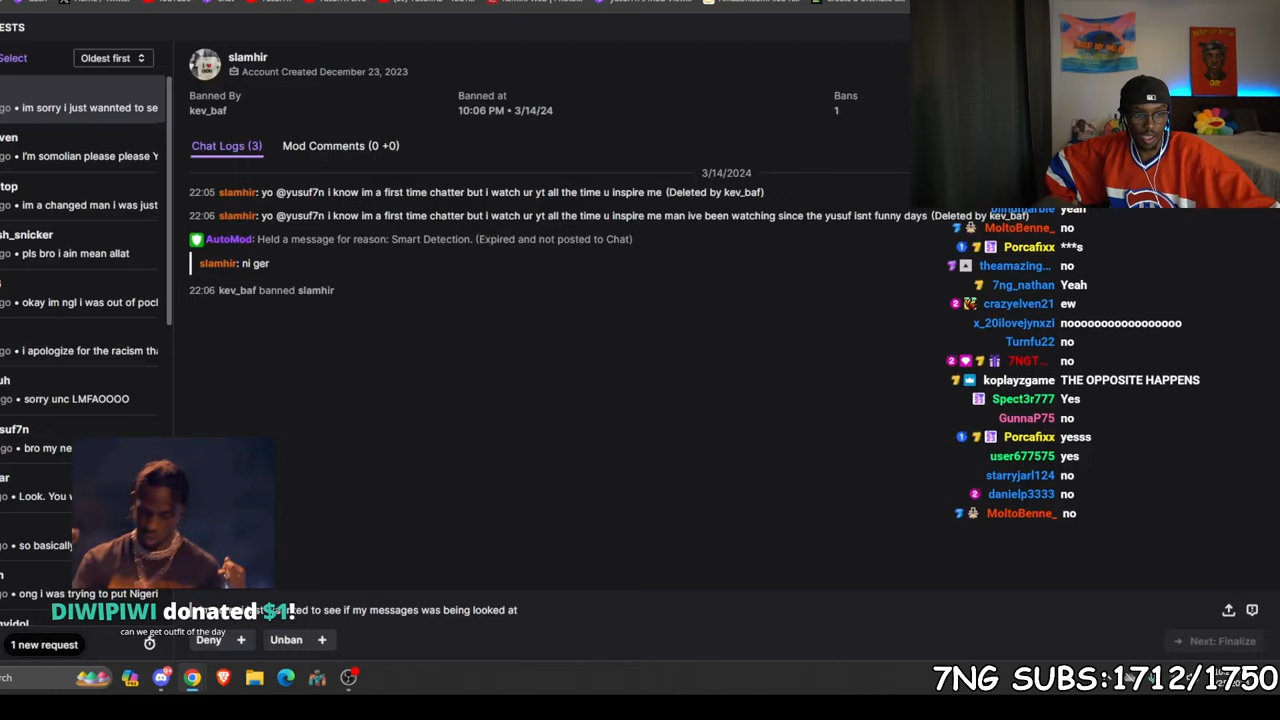 ESTS
Select
Oldest first
slamhir
Account Created December 23, 2023
Banned By
kev_baf
Banned at
10:06 PM • 3/14/24
Bans
1
Chat Logs (3)
Mod Comments (0 +0)
3/14/2024
22:05 slamhir: yo @yusuf7n i know im a first time chatter but i watch ur yt all the time u inspire me (Deleted by kev_baf)
22:06 slamhir: yo @yusuf7n i know im a first time chatter but i watch ur yt all the time u inspire me man ive been watching since the yusuf isnt funny days (Deleted by kev_baf)
AutoMod: Held a message for reason: Smart Detection. (Expired and not posted to Chat)
slamhir: ni ger
22:06 kev_baf banned slamhir
go • im sorry i just wannted to se
ven
go • I'm somolian please please Y
top
go • im a changed man i was just
sh_snicker
go • pls bro i ain mean allat
go • okay im ngl i was out of pocl
go • i apologize for the racism tha
uh
go • sorry unc LMFAOOOO
suf7n
go • bro my ne
ar
go • Look. You w
go • so basically
n
go • ong i was trying to put Nigeri
yeah
MoltoBenne_ no
Porcafixx ***s
theamazing... no
7ng_nathan Yeah
crazyelven21 ew
x_20ilovejynxzi nooooooooooooooooo
Turnfu22 no
7NGT... no
koplayzgame THE OPPOSITE HAPPENS
Spect3r777 Yes
GunnaP75 no
Porcafixx yesss
user677575 yes
starryjarl124 no
danielp3333 no
MoltoBenne_ no
DIWIPIWI donated $1!
can we get outfit of the day
to see if my messages was being looked at
1 new request
Deny +
Unban +
Next: Finalize
rch
7NG SUBS:1712/1750